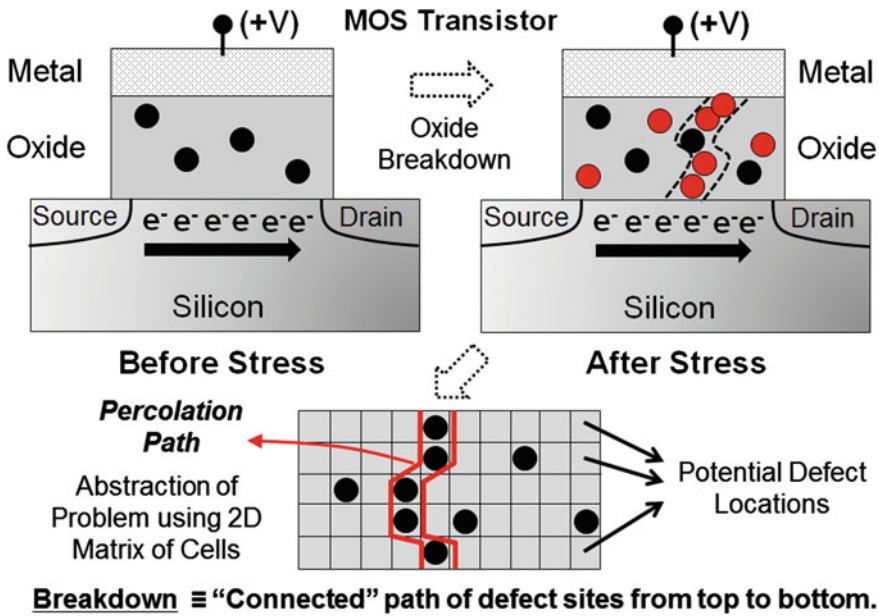 (+V) MOS Transistor (+V)
Metal Metal
Oxide Oxide
Oxide
Breakdown
Source e- e- e- e- e- e- Drain
Source e- e- e- e- e- e- Drain
Silicon Silicon
Before Stress After Stress
Percolation
Path
Abstraction of
Problem using 2D
Matrix of Cells
Potential Defect
Locations
Breakdown ≡ “Connected” path of defect sites from top to bottom.